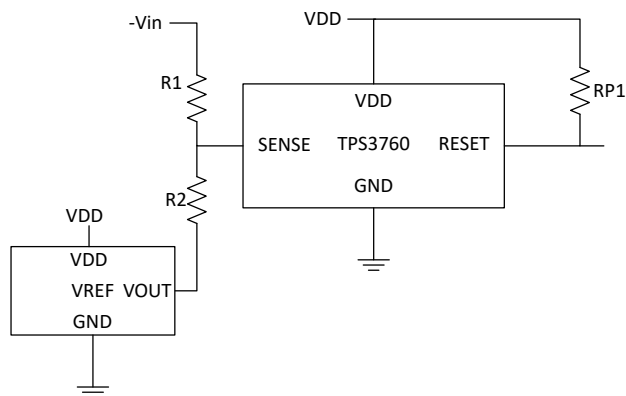 -Vin
VDD
R1
VDD
RP1
SENSE TPS3760 RESET
GND
R2
VDD
VDD
VREF VOUT
GND